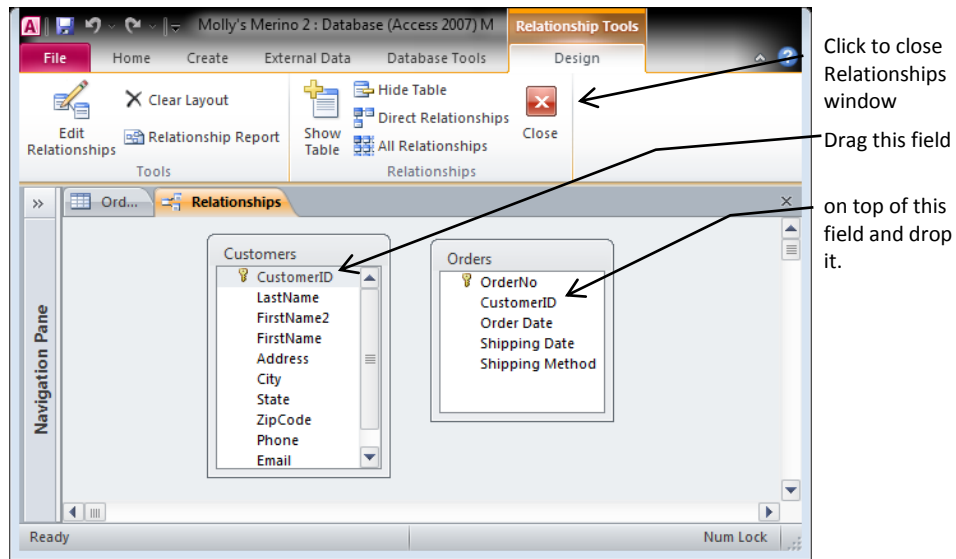 Molly's Merino 2 : Database (Access 2007) M
Relationship Tools
File Home Create External Data Database Tools Design
Edit Relationships
Clear Layout
Relationship Report
Tools
Show Table
Hide Table
Direct Relationships
All Relationships
Relationships
Close
Click to close
Relationships
window
Drag this field
on top of this
field and drop
it.
Ord...
Relationships
Navigation Pane
Customers
CustomerID
LastName
FirstName2
FirstName
Address
City
State
ZipCode
Phone
Email
Orders
OrderNo
CustomerID
Order Date
Shipping Date
Shipping Method
Ready
Num Lock